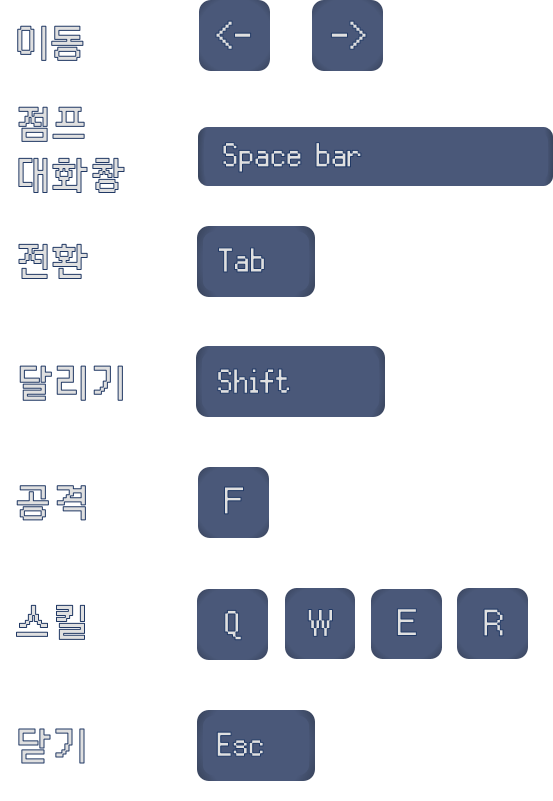 이동 <- ->
점프
대화창 Space bar
전환 Tab
달리기 Shift
공격 F
스킬 Q W E R
닫기 Esc